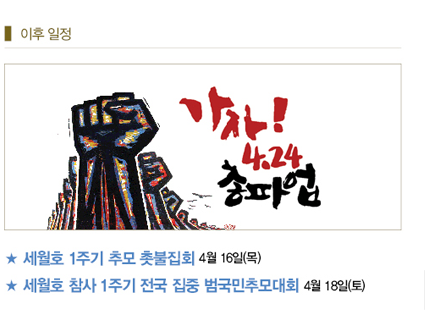 이후 일정
가자!
4.24
총파업
★ 세월호 1주기 추모 촛불집회 4월 16일(목)
★ 세월호 참사 1주기 전국 집중 범국민추모대회 4월 18일(토)